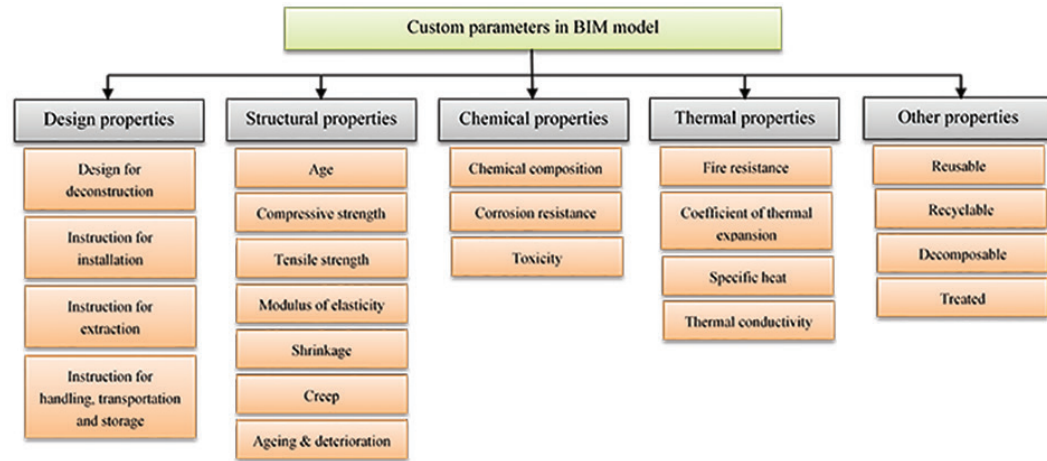 Custom parameters in BIM model
Design properties
Structural properties
Chemical properties
Thermal properties
Other properties
Design for
deconstruction
Instruction for
installation
Instruction for
extraction
Instruction for
handling, transportation
and storage
Age
Compressive strength
Tensile strength
Modulus of elasticity
Shrinkage
Creep
Ageing & deterioration
Chemical composition
Corrosion resistance
Toxicity
Fire resistance
Coefficient of thermal
expansion
Specific heat
Thermal conductivity
Reusable
Recyclable
Decomposable
Treated